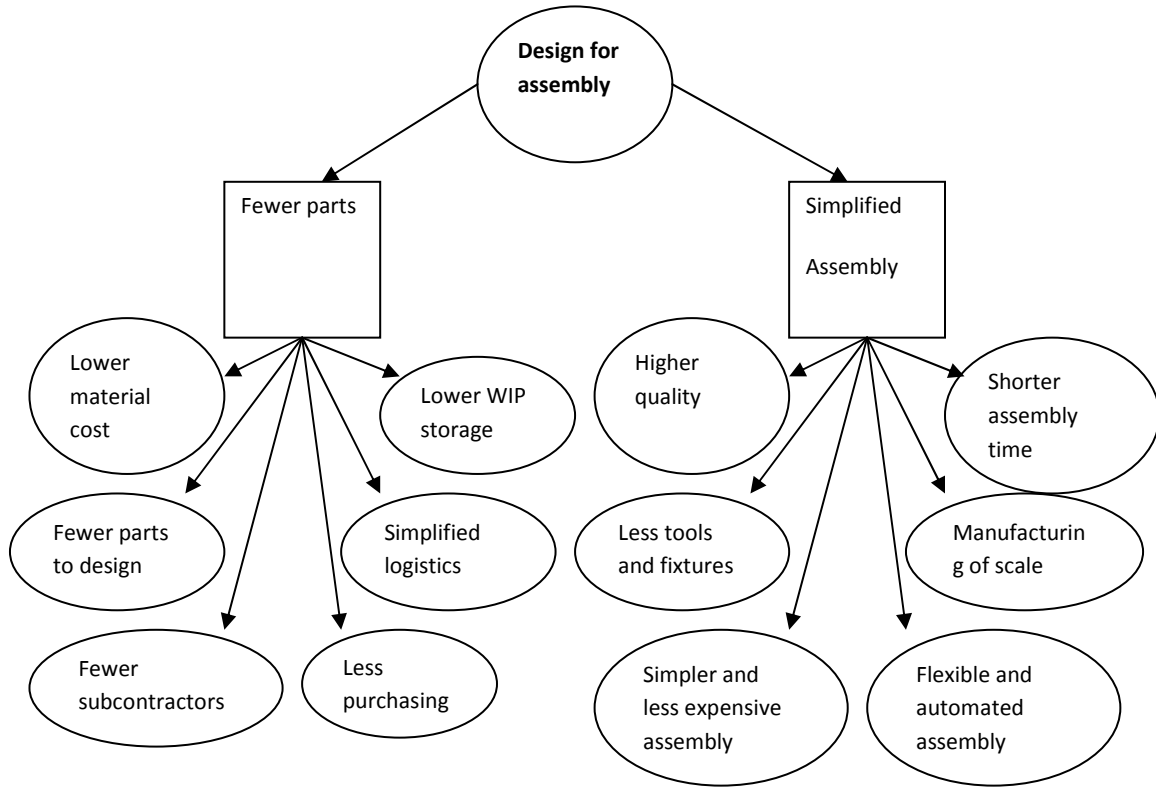 Design for
assembly
Fewer parts
Simplified
Assembly
Lower
material
cost
Lower WIP
storage
Fewer parts
to design
Simplified
logistics
Fewer
subcontractors
Less
purchasing
Higher
quality
Shorter
assembly
time
Less tools
and fixtures
Manufacturin
g of scale
Simpler and
less expensive
assembly
Flexible and
automated
assembly